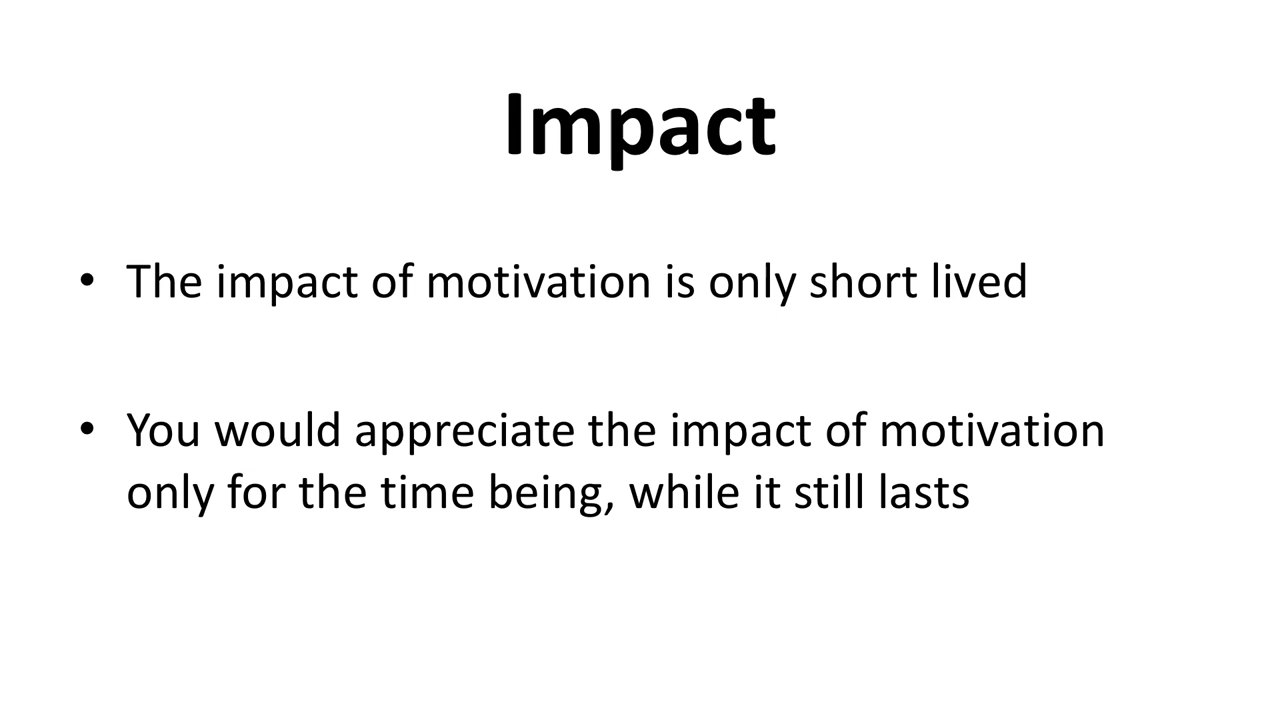 Impact
• The impact of motivation is only short lived
• You would appreciate the impact of motivation
only for the time being, while it still lasts